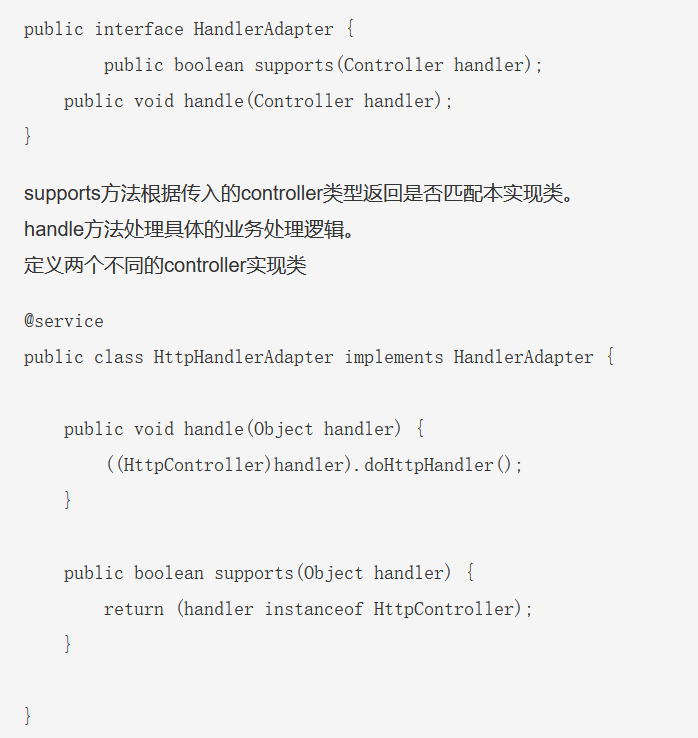 public interface HandlerAdapter {
        public boolean supports(Controller handler);
    public void handle(Controller handler);
}
supports方法根据传入的controller类型返回是否匹配本实现类。
handle方法处理具体的业务处理逻辑。
定义两个不同的controller实现类
@service
public class HttpHandlerAdapter implements HandlerAdapter {
    public void handle(Object handler) {
        ((HttpController)handler).doHttpHandler();
    }
    public boolean supports(Object handler) {
        return (handler instanceof HttpController);
    }
}